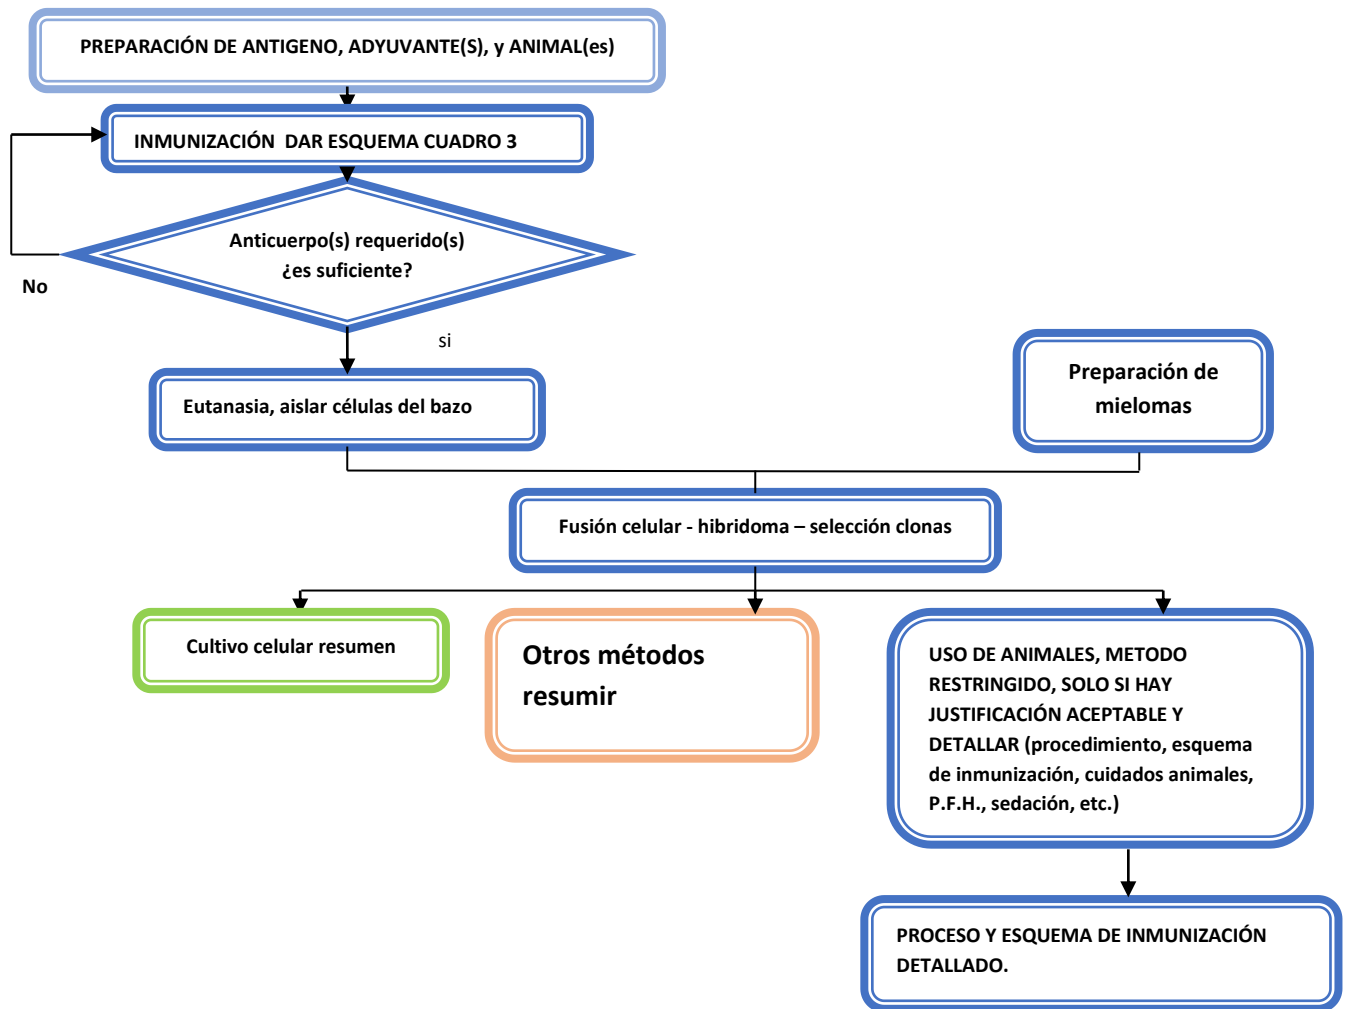 PREPARACIÓN DE ANTIGENO, ADYUVANTE(S), y ANIMAL(es)
INMUNIZACIÓN DAR ESQUEMA CUADRO 3
Anticuerpo(s) requerido(s)
¿es suficiente?
No
si
Eutanasia, aislar células del bazo
Preparación de
mielomas
Fusión celular - hibridoma – selección clonas
Cultivo celular resumen
Otros métodos
resumir
USO DE ANIMALES, METODO
RESTRINGIDO, SOLO SI HAY
JUSTIFICACIÓN ACEPTABLE Y
DETALLAR (procedimiento, esquema
de inmunización, cuidados animales,
P.F.H., sedación, etc.)
PROCESO Y ESQUEMA DE INMUNIZACIÓN
DETALLADO.